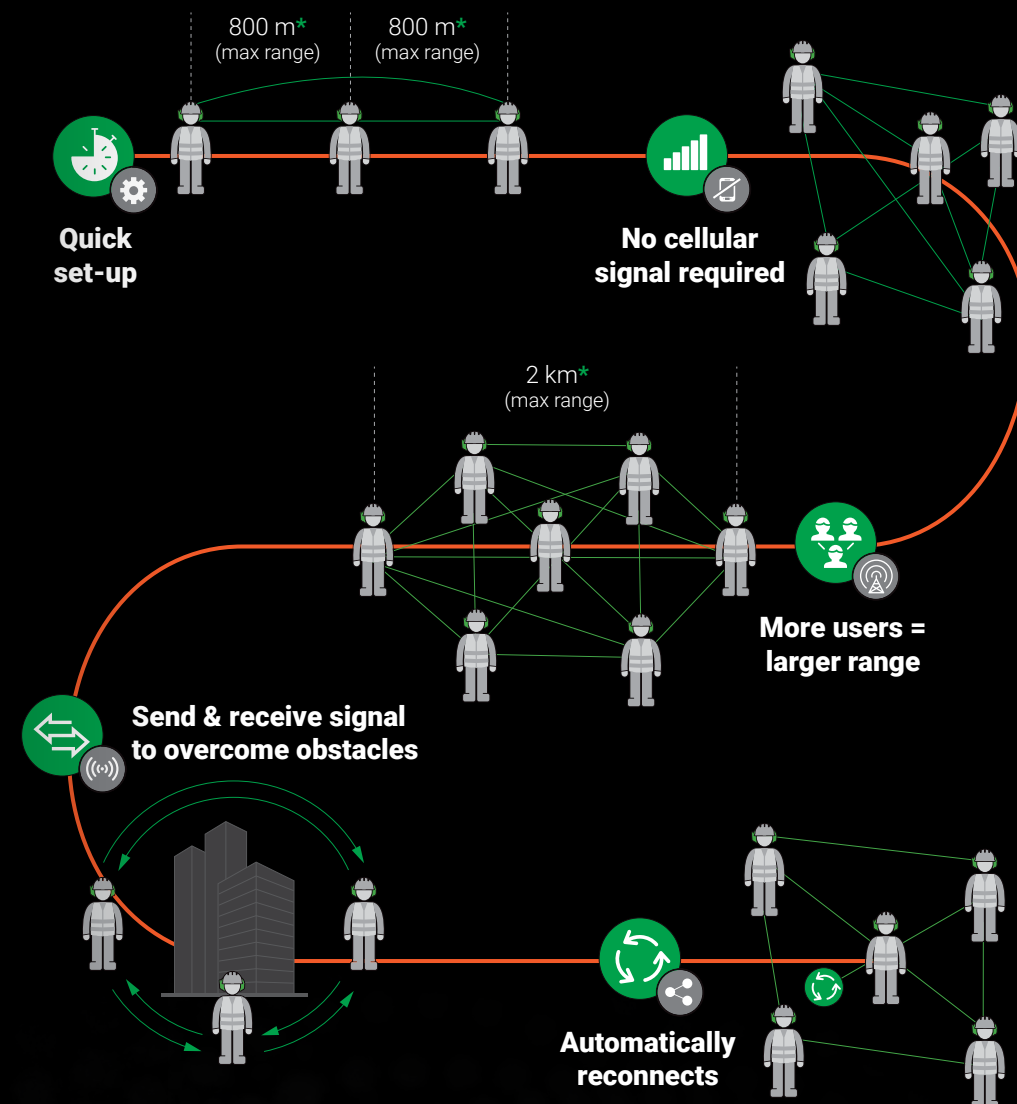 800 m*
(max range)
800 m*
(max range)
Quick
set-up
No cellular
signal required
2 km*
(max range)
More users =
larger range
Send & receive signal
to overcome obstacles
Automatically
reconnects